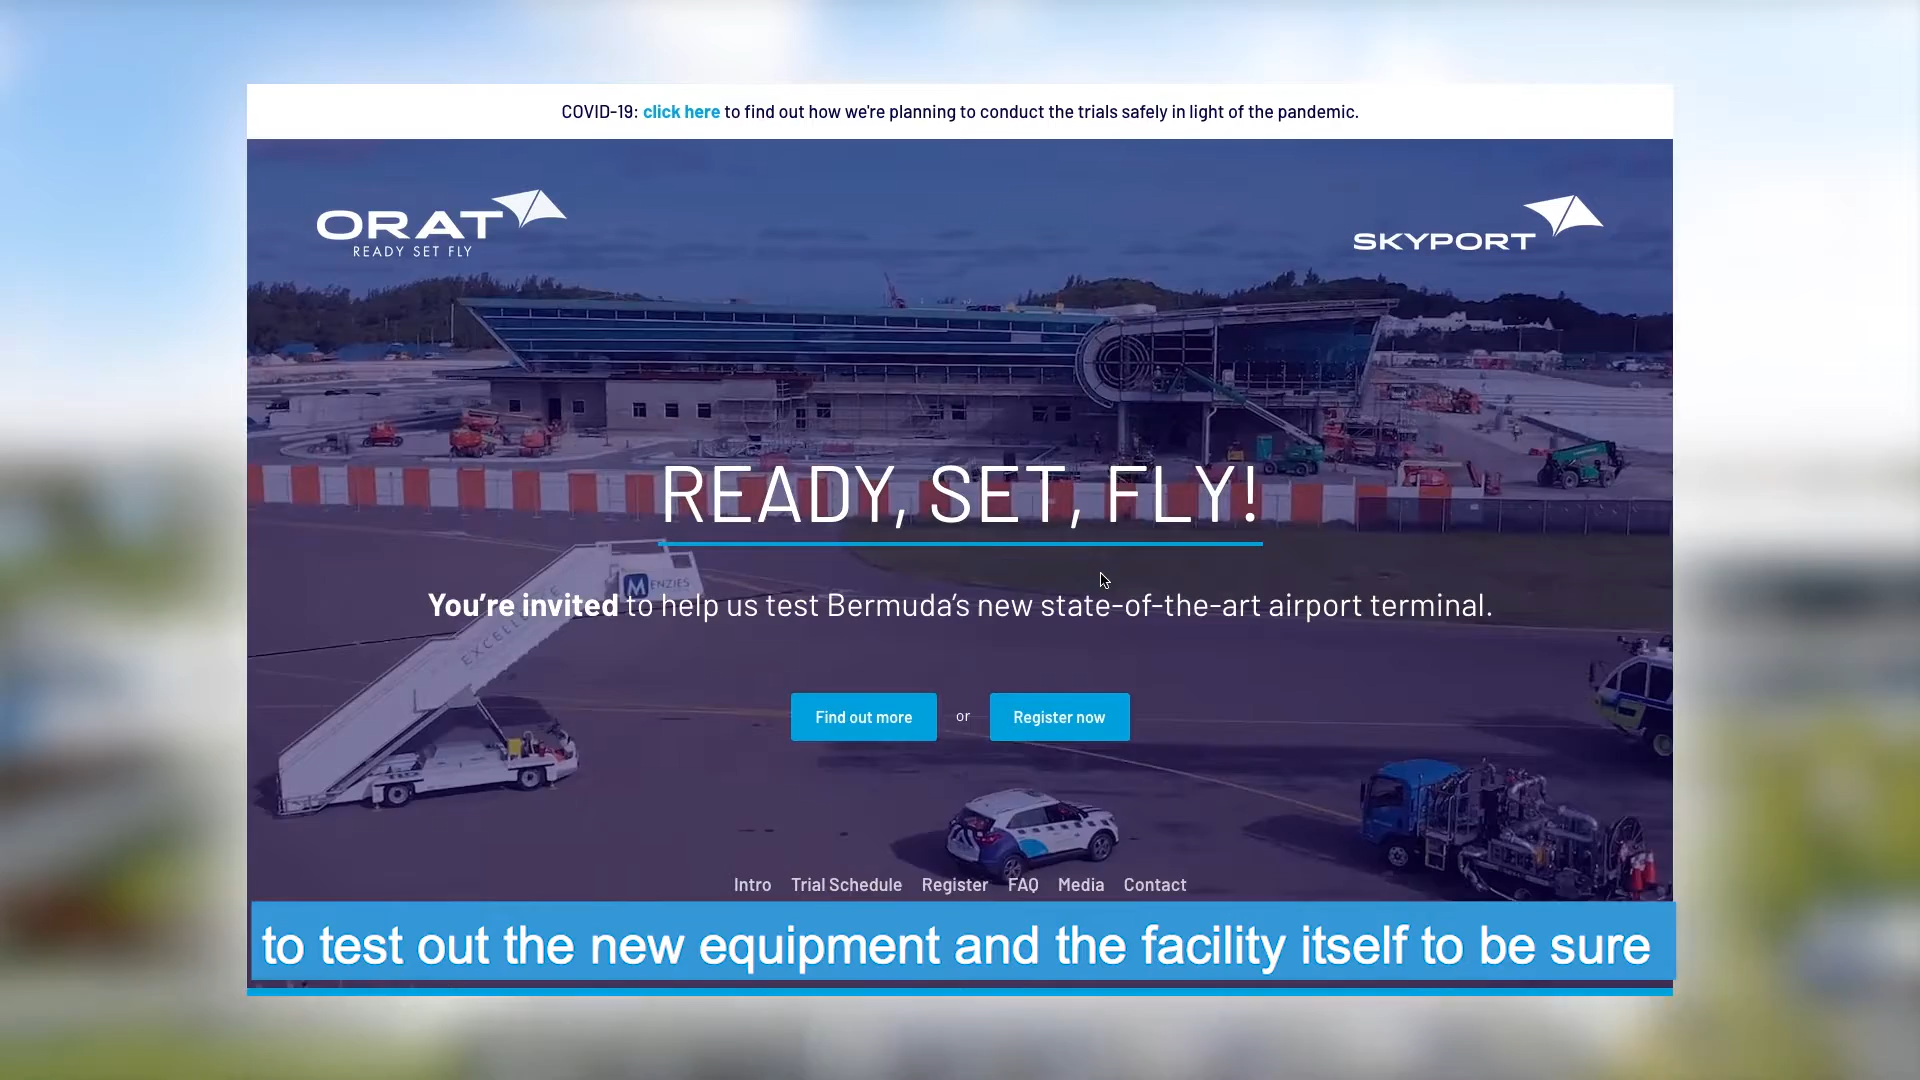 COVID-19: click here to find out how we're planning to conduct the trials safely in light of the pandemic.
ORAT
READY SET FLY
SKYPORT
READY, SET, FLY!
MENZIES
EXCELLENCE
You're invited to help us test Bermuda's new state-of-the-art airport terminal.
Find out more or Register now
Intro Trial Schedule Register FAQ Media Contact
to test out the new equipment and the facility itself to be sure